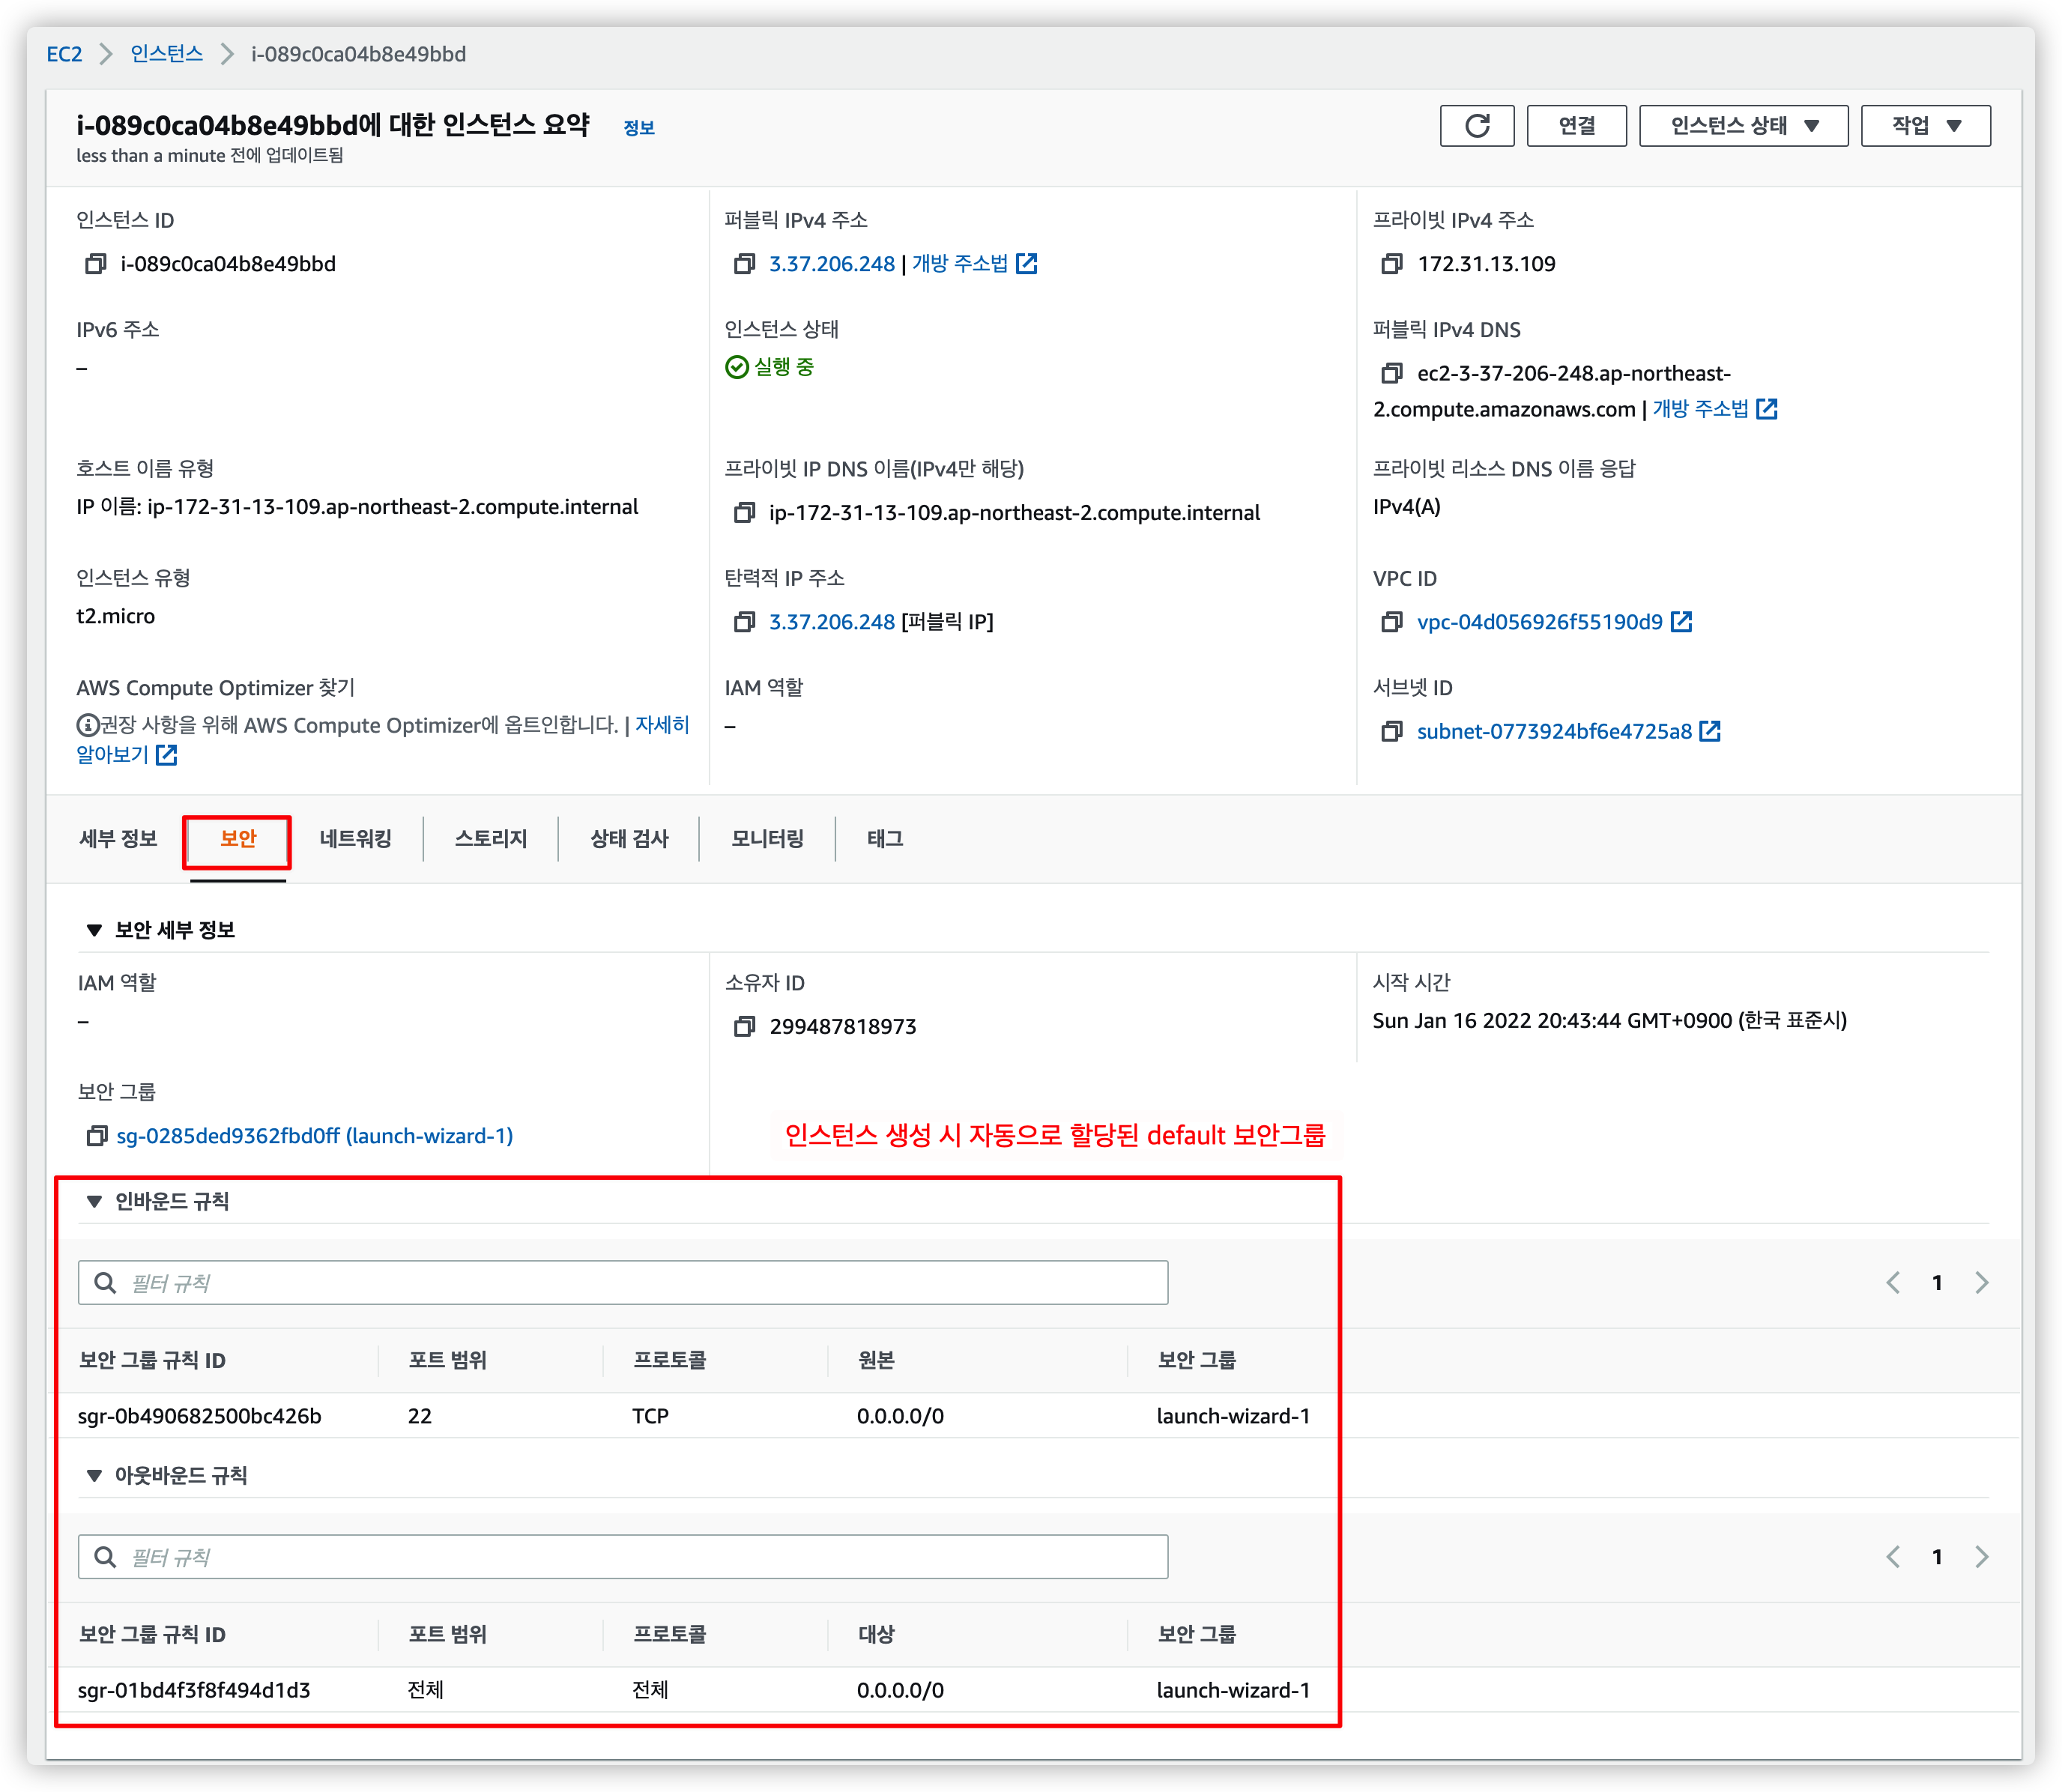 EC2 > 인스턴스 > i-089c0ca04b8e49bbd
i-089c0ca04b8e49bbd에 대한 인스턴스 요약 정보
less than a minute 전에 업데이트됨
연결 인스턴스 상태 ▼ 작업 ▼
인스턴스 ID
i-089c0ca04b8e49bbd
퍼블릭 IPv4 주소
3.37.206.248 | 개방 주소법
프라이빗 IPv4 주소
172.31.13.109
IPv6 주소
–
인스턴스 상태
실행 중
퍼블릭 IPv4 DNS
ec2-3-37-206-248.ap-northeast-
2.compute.amazonaws.com | 개방 주소법
호스트 이름 유형
IP 이름: ip-172-31-13-109.ap-northeast-2.compute.internal
프라이빗 IP DNS 이름(IPv4만 해당)
ip-172-31-13-109.ap-northeast-2.compute.internal
프라이빗 리소스 DNS 이름 응답
IPv4(A)
인스턴스 유형
t2.micro
탄력적 IP 주소
3.37.206.248 [퍼블릭 IP]
VPC ID
vpc-04d056926f55190d9
AWS Compute Optimizer 찾기
권장 사항을 위해 AWS Compute Optimizer에 옵트인합니다. | 자세히
알아보기
IAM 역할
–
서브넷 ID
subnet-0773924bf6e4725a8
세부 정보 보안 네트워킹 스토리지 상태 검사 모니터링 태그
▼ 보안 세부 정보
IAM 역할
–
소유자 ID
299487818973
시작 시간
Sun Jan 16 2022 20:43:44 GMT+0900 (한국 표준시)
보안 그룹
sg-0285ded9362fbd0ff (launch-wizard-1)
인스턴스 생성 시 자동으로 할당된 default 보안그룹
▼ 인바운드 규칙
필터 규칙
< 1 >
보안 그룹 규칙 ID 포트 범위 프로토콜 원본 보안 그룹
sgr-0b490682500bc426b 22 TCP 0.0.0.0/0 launch-wizard-1
▼ 아웃바운드 규칙
필터 규칙
< 1 >
보안 그룹 규칙 ID 포트 범위 프로토콜 대상 보안 그룹
sgr-01bd4f3f8f494d1d3 전체 전체 0.0.0.0/0 launch-wizard-1